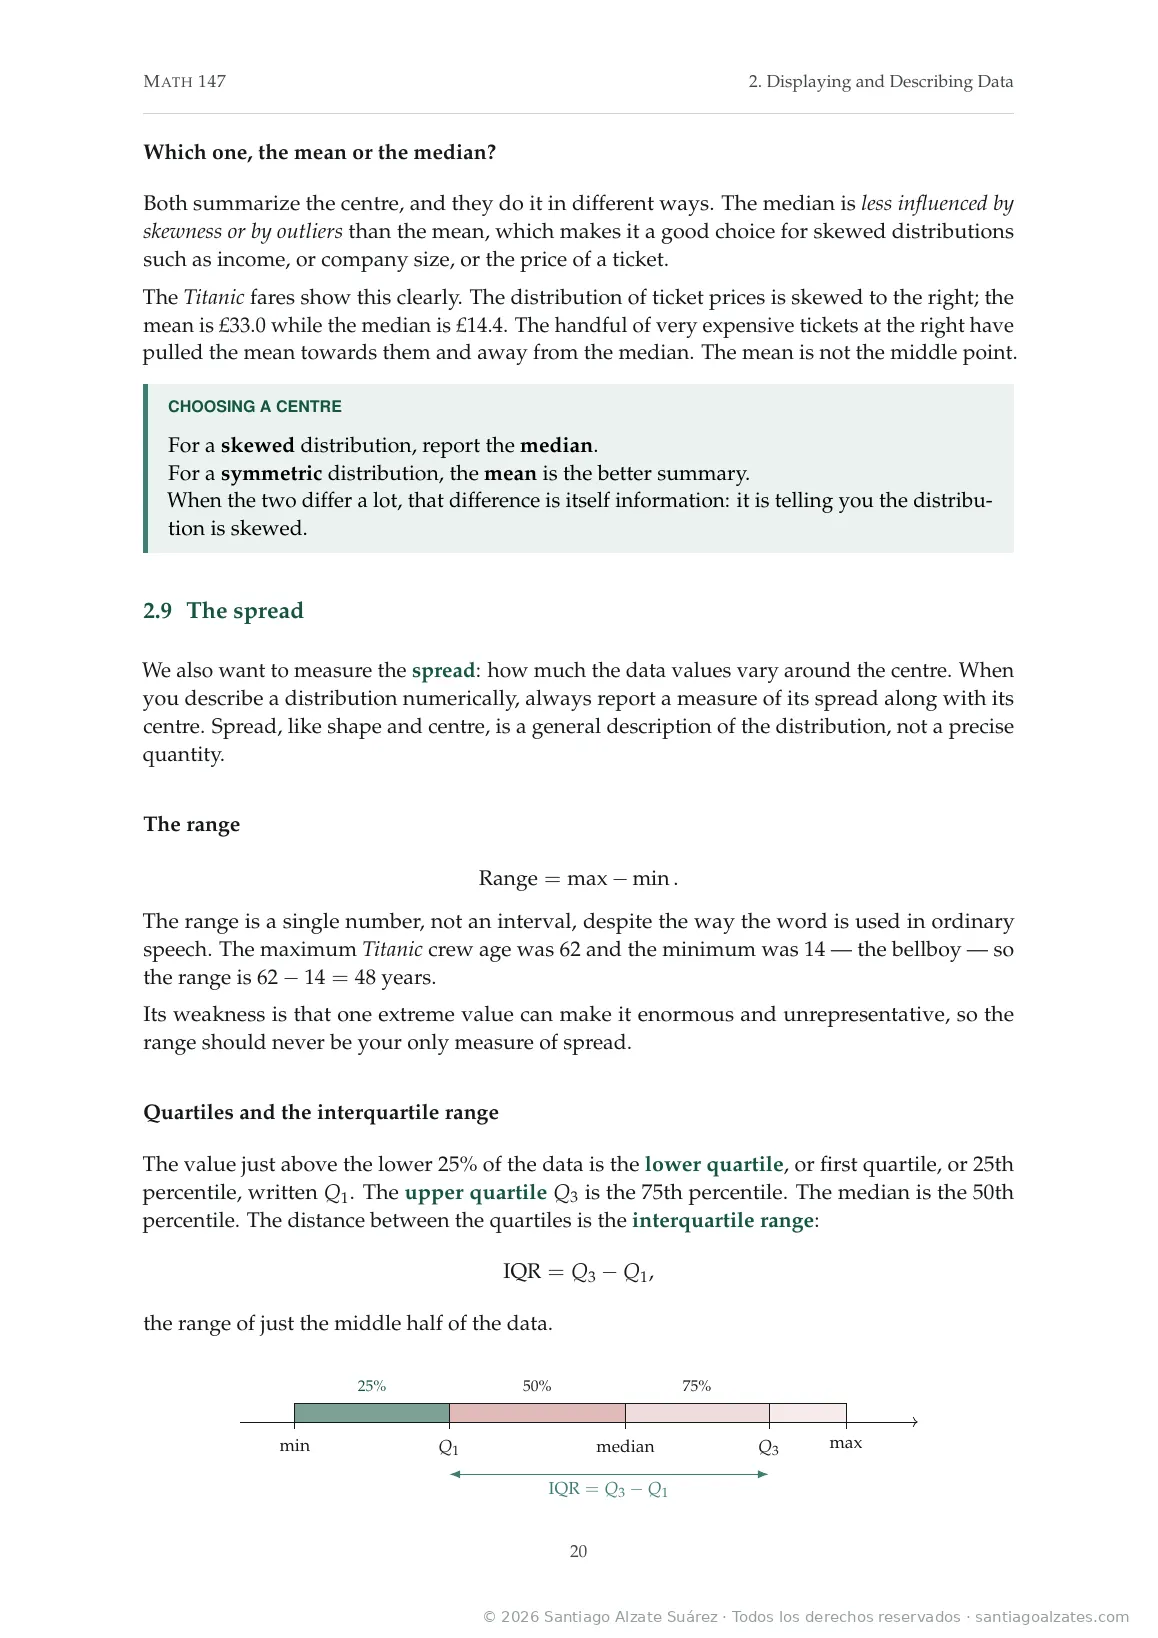 MATH 147
2. Displaying and Describing Data
Which one, the mean or the median?
Both summarize the centre, and they do it in different ways. The median is less influenced by
skewness or by outliers than the mean, which makes it a good choice for skewed distributions
such as income, or company size, or the price of a ticket.
The Titanic fares show this clearly. The distribution of ticket prices is skewed to the right; the
mean is £33.0 while the median is £14.4. The handful of very expensive tickets at the right have
pulled the mean towards them and away from the median. The mean is not the middle point.
CHOOSING A CENTRE
For a skewed distribution, report the median.
For a symmetric distribution, the mean is the better summary.
When the two differ a lot, that difference is itself information: it is telling you the distribu-
tion is skewed.
2.9 The spread
We also want to measure the spread: how much the data values vary around the centre. When
you describe a distribution numerically, always report a measure of its spread along with its
centre. Spread, like shape and centre, is a general description of the distribution, not a precise
quantity.
The range
Range = max − min .
The range is a single number, not an interval, despite the way the word is used in ordinary
speech. The maximum Titanic crew age was 62 and the minimum was 14 — the bellboy — so
the range is 62 − 14 = 48 years.
Its weakness is that one extreme value can make it enormous and unrepresentative, so the
range should never be your only measure of spread.
Quartiles and the interquartile range
The value just above the lower 25% of the data is the lower quartile, or first quartile, or 25th
percentile, written Q₁. The upper quartile Q₃ is the 75th percentile. The median is the 50th
percentile. The distance between the quartiles is the interquartile range:
IQR = Q₃ − Q₁,
the range of just the middle half of the data.
25% 50% 75%
min Q₁ median Q₃ max
IQR = Q₃ − Q₁
20
© 2026 Santiago Alzate Suárez · Todos los derechos reservados · santiagoalzates.com